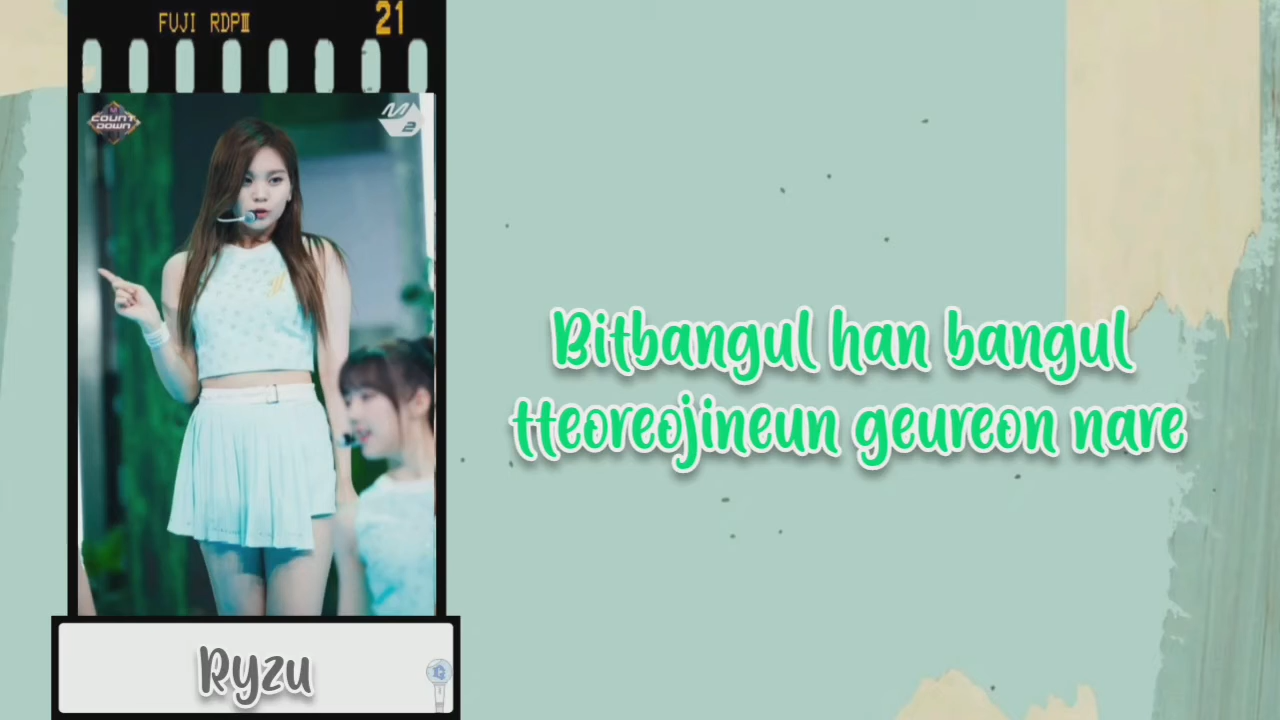 FUJI RDPIII
21
M
COUNT
DOWN
M2
Bitbangul han bangul
tteoreojineun geureon nare
Ryzu